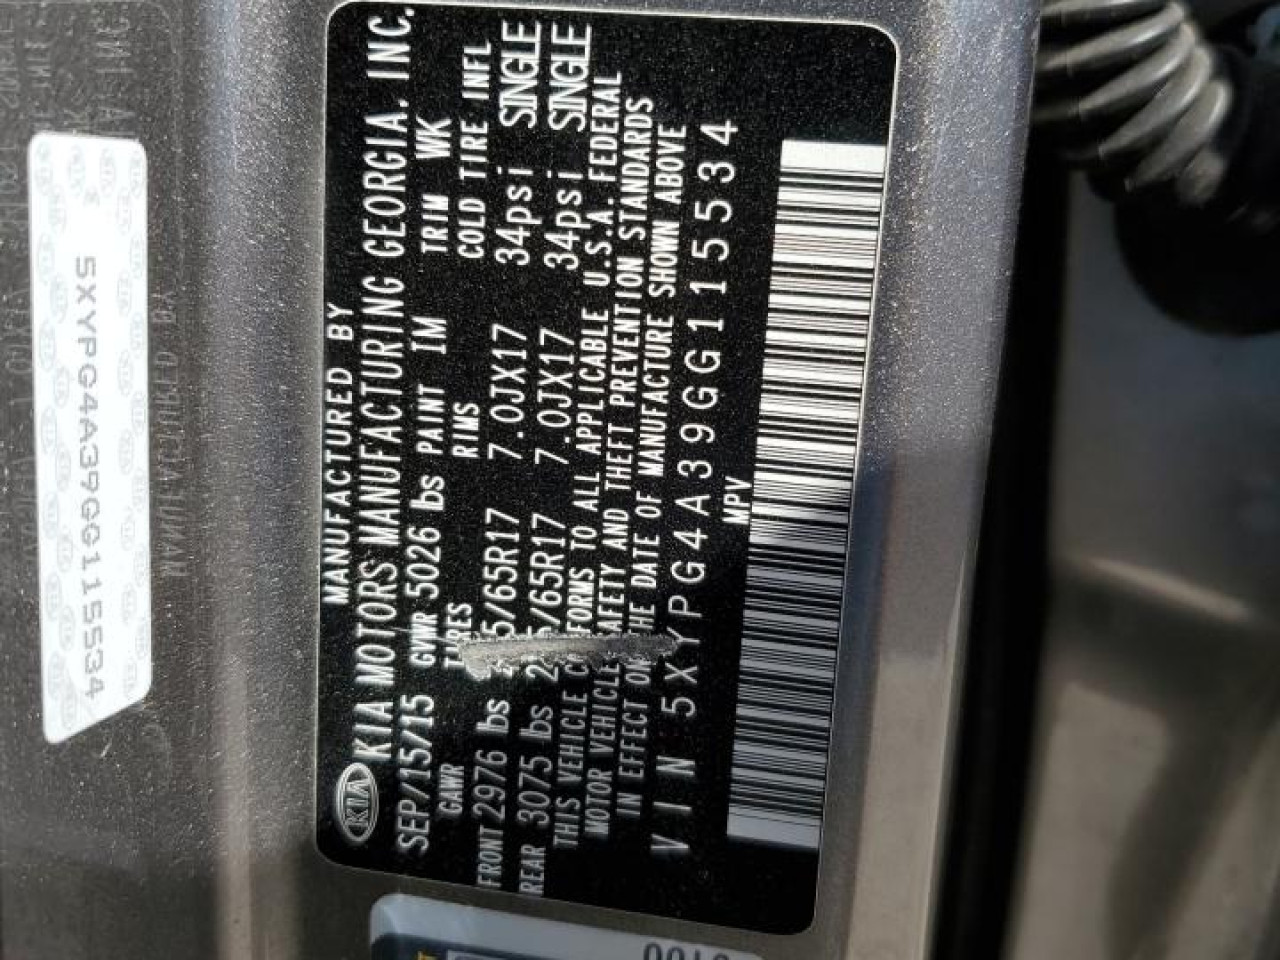 5XYPG4A39GG115534
MANUFACTURED BY
KIA KIA MOTORS MANUFACTURING GEORGIA. INC.
SEP/15/15 GVWR 5026 lbs PAINT IM TRIM WK
GAWR RIMS COLD TIRE INFL
FRONT 2976 lbs 7.0JX17 34psi SINGLE
REAR 3075 lbs 7.0JX17 34psi SINGLE
THIS VEHICLE TO ALL APPLICABLE U.S.A. FEDERAL
MOTOR VEHICLE SAFETY AND THEFT PREVENTION STANDARDS
IN EFFECT ON THE DATE OF MANUFACTURE SHOWN ABOVE
VIN 5XYPG4A39GG115534
MPV